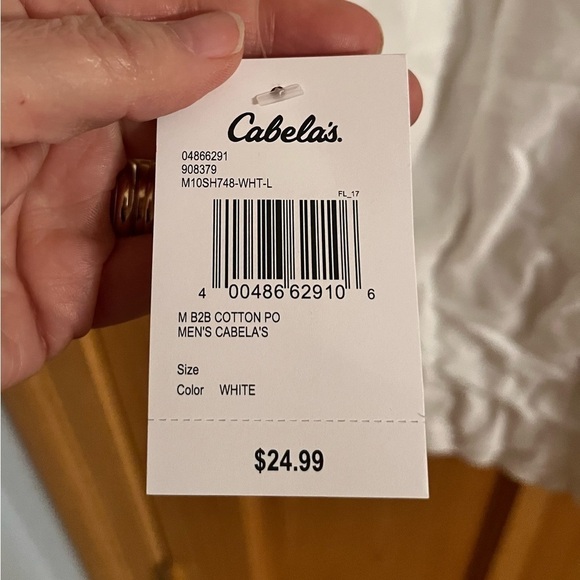 Cabela's.
04866291
908379
M10SH748-WHT-L
FL_17
4 00486 62910 6
M B2B COTTON PO
MEN'S CABELA'S
Size
Color WHITE
$24.99